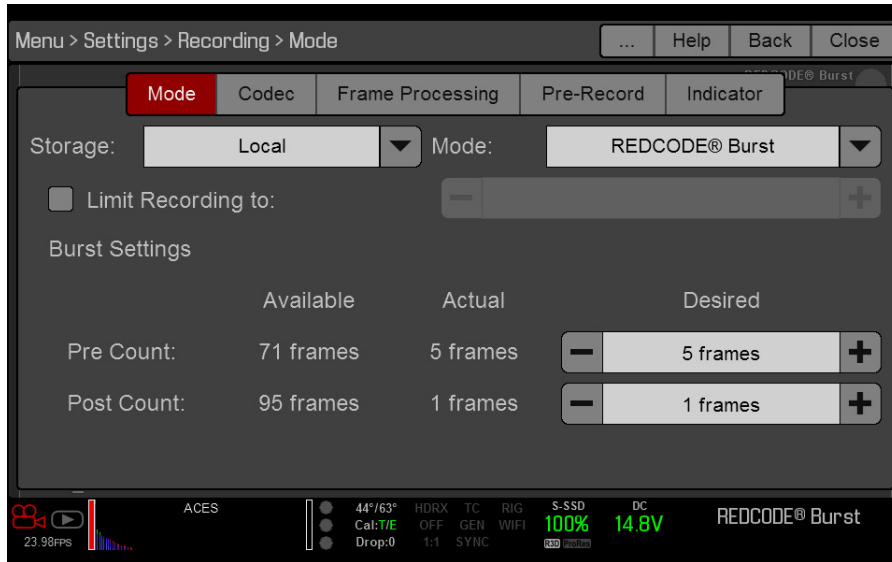 Menu > Settings > Recording > Mode ... Help Back Close
REDCODE® Burst
Mode Codec Frame Processing Pre-Record Indicator
Storage: Local Mode: REDCODE® Burst
Limit Recording to:
Burst Settings
Available Actual Desired
Pre Count: 71 frames 5 frames 5 frames
Post Count: 95 frames 1 frames 1 frames
ACES 44°/63° HDRX TC RIG S-SSD DC
Cal:T/E OFF GEN WIFI 100% 14.8V REDCODE® Burst
23.98FPS Drop:0 1:1 SYNC R3D ProRes